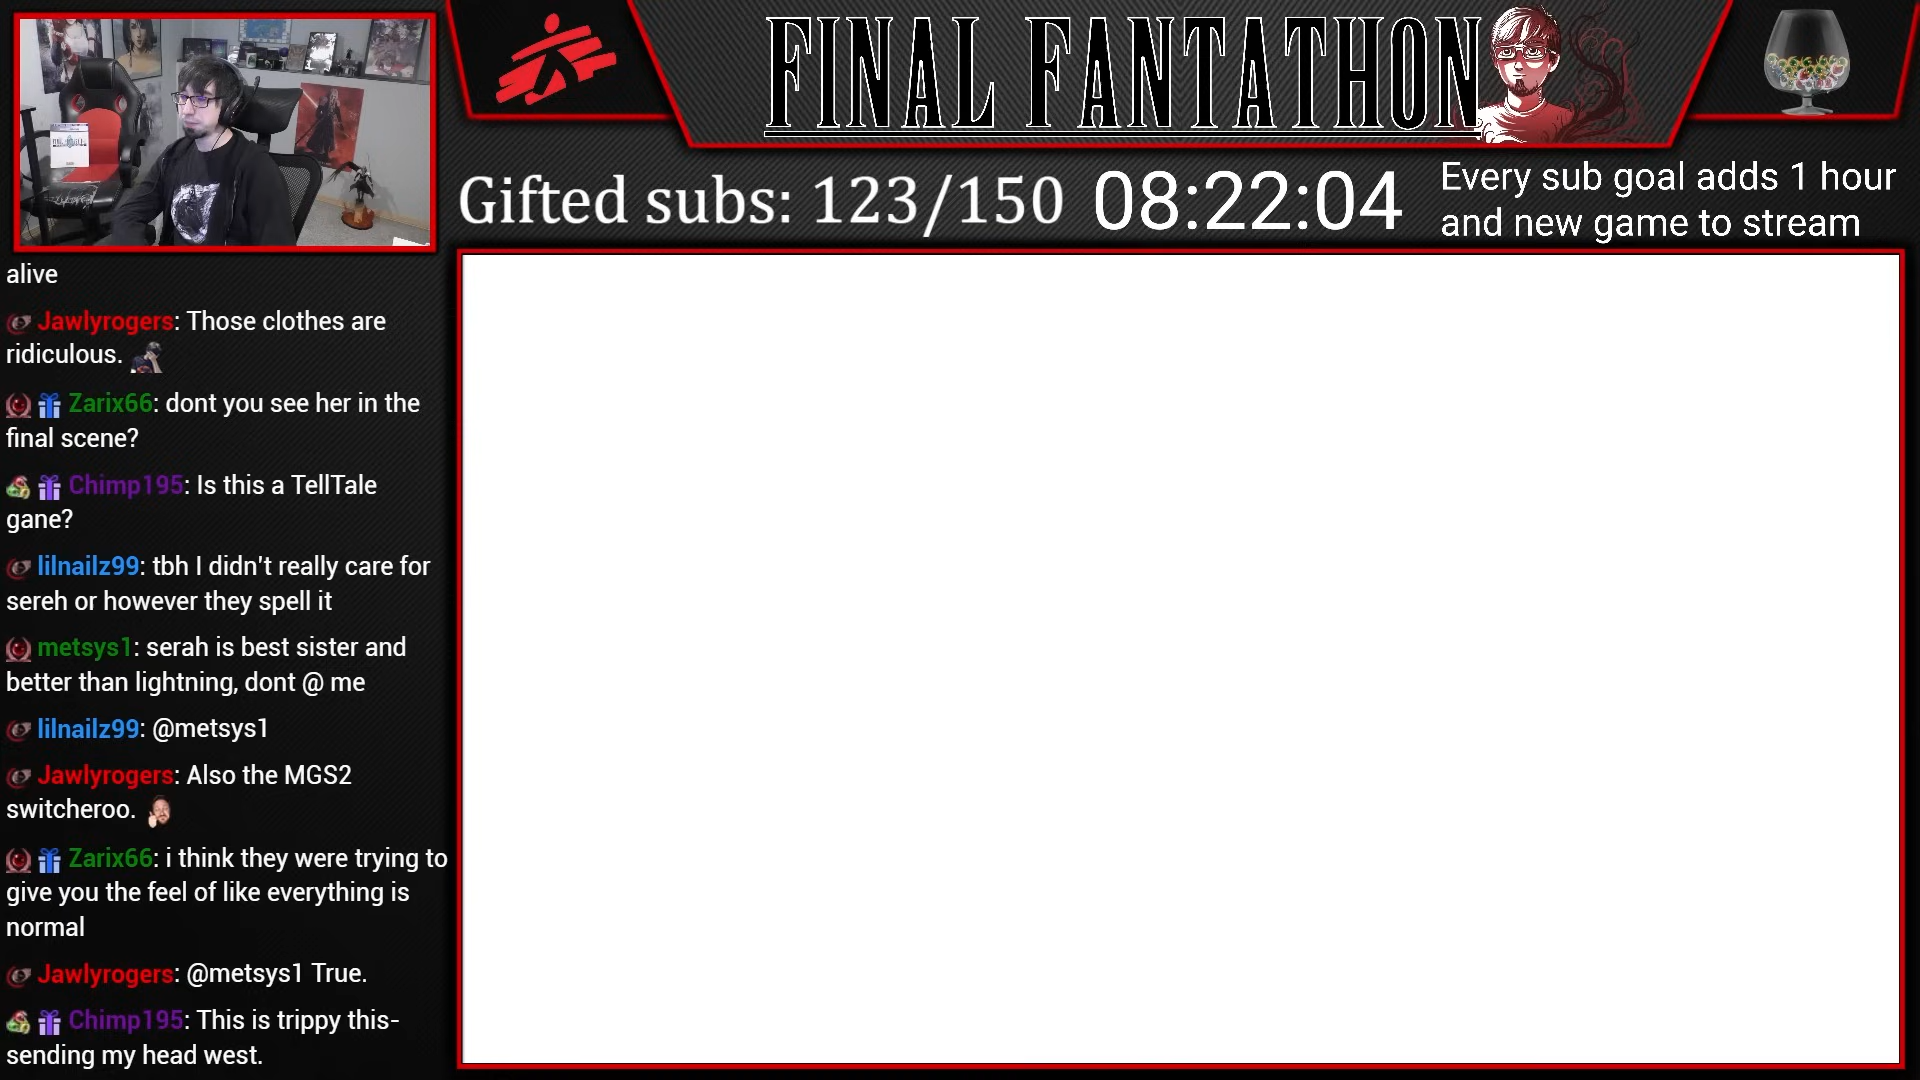 FINAL FANTATHON
Gifted subs: 123/150
08:22:04
Every sub goal adds 1 hour
and new game to stream
alive
Jawlyrogers: Those clothes are
ridiculous.
Zarix66: dont you see her in the
final scene?
Chimp195: Is this a TellTale
gane?
lilnailz99: tbh I didn't really care for
sereh or however they spell it
metsys1: serah is best sister and
better than lightning, dont @ me
lilnailz99: @metsys1
Jawlyrogers: Also the MGS2
switcheroo.
Zarix66: i think they were trying to
give you the feel of like everything is
normal
Jawlyrogers: @metsys1 True.
Chimp195: This is trippy this-
sending my head west.